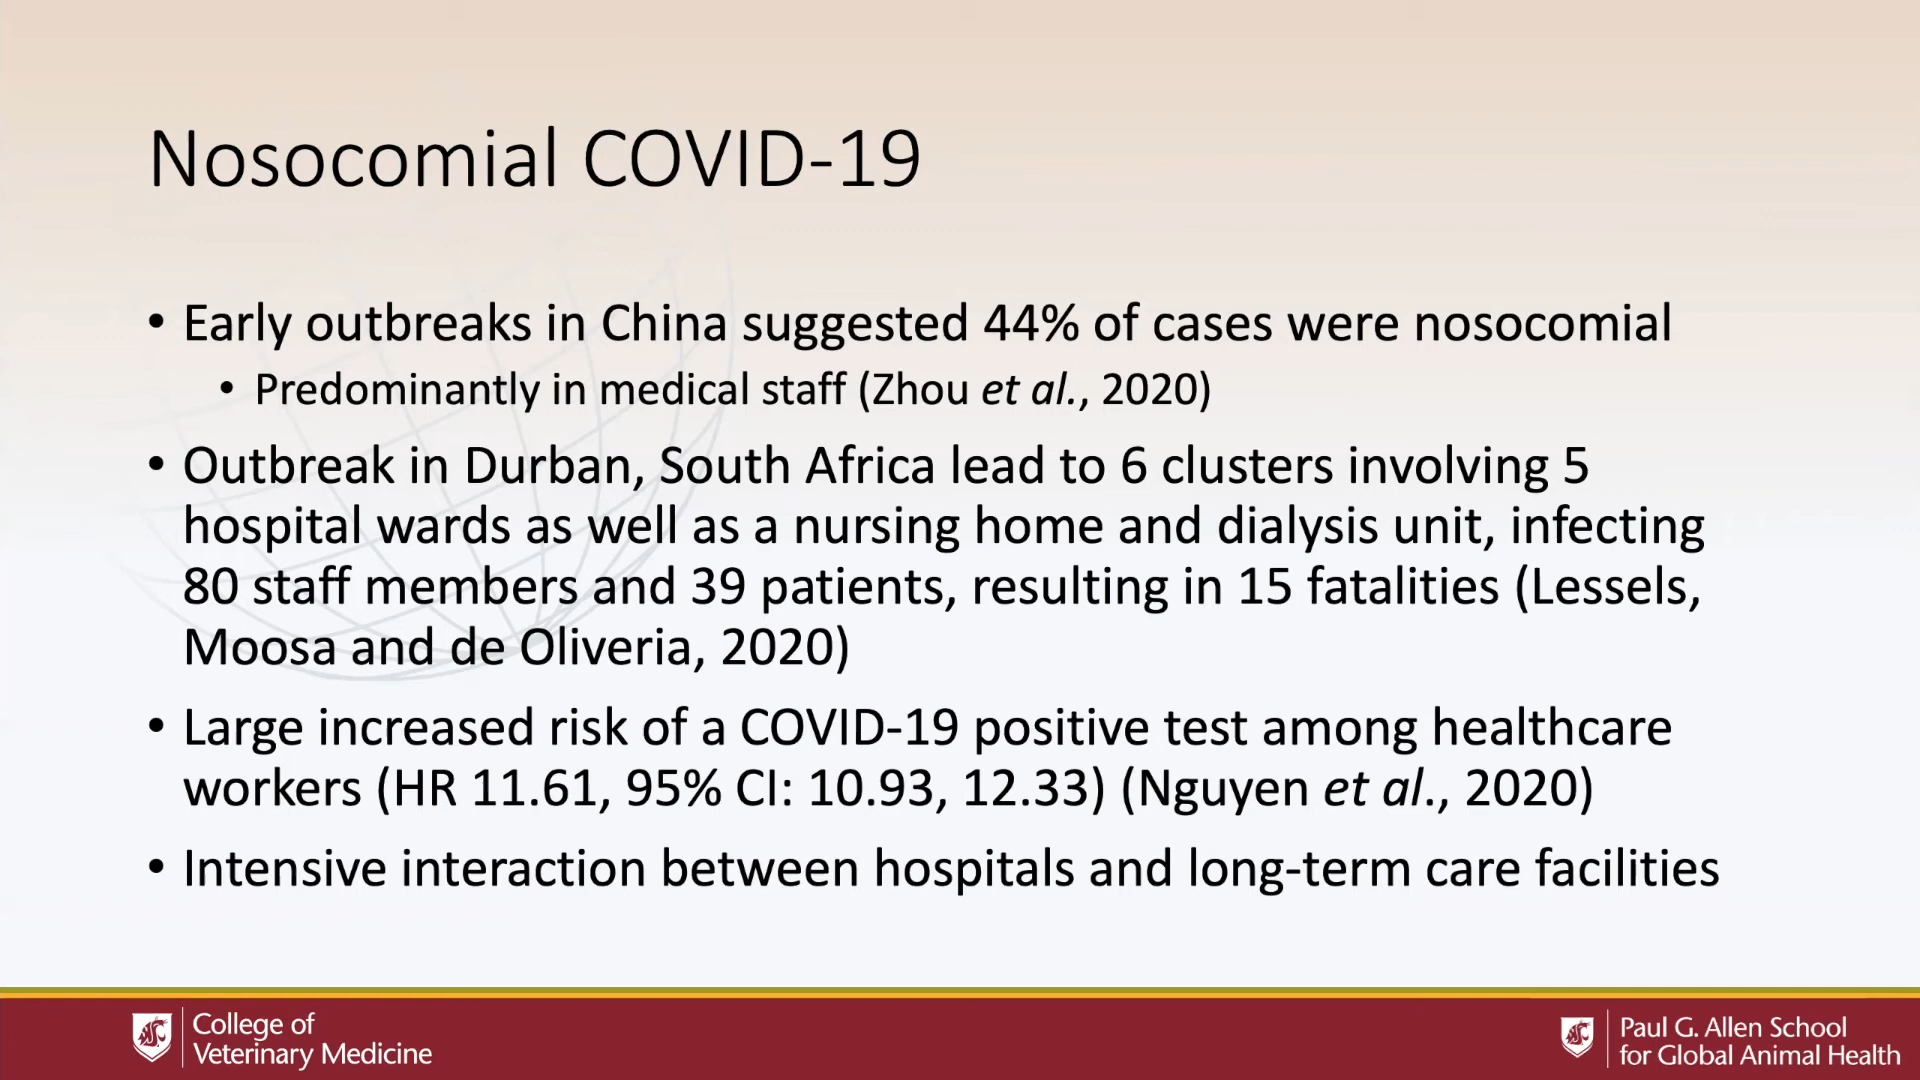 Nosocomial COVID-19
• Early outbreaks in China suggested 44% of cases were nosocomial
• Predominantly in medical staff (Zhou et al., 2020)
• Outbreak in Durban, South Africa lead to 6 clusters involving 5
hospital wards as well as a nursing home and dialysis unit, infecting
80 staff members and 39 patients, resulting in 15 fatalities (Lessels,
Moosa and de Oliveria, 2020)
• Large increased risk of a COVID-19 positive test among healthcare
workers (HR 11.61, 95% CI: 10.93, 12.33) (Nguyen et al., 2020)
• Intensive interaction between hospitals and long-term care facilities
College of
Veterinary Medicine
Paul G. Allen School
for Global Animal Health